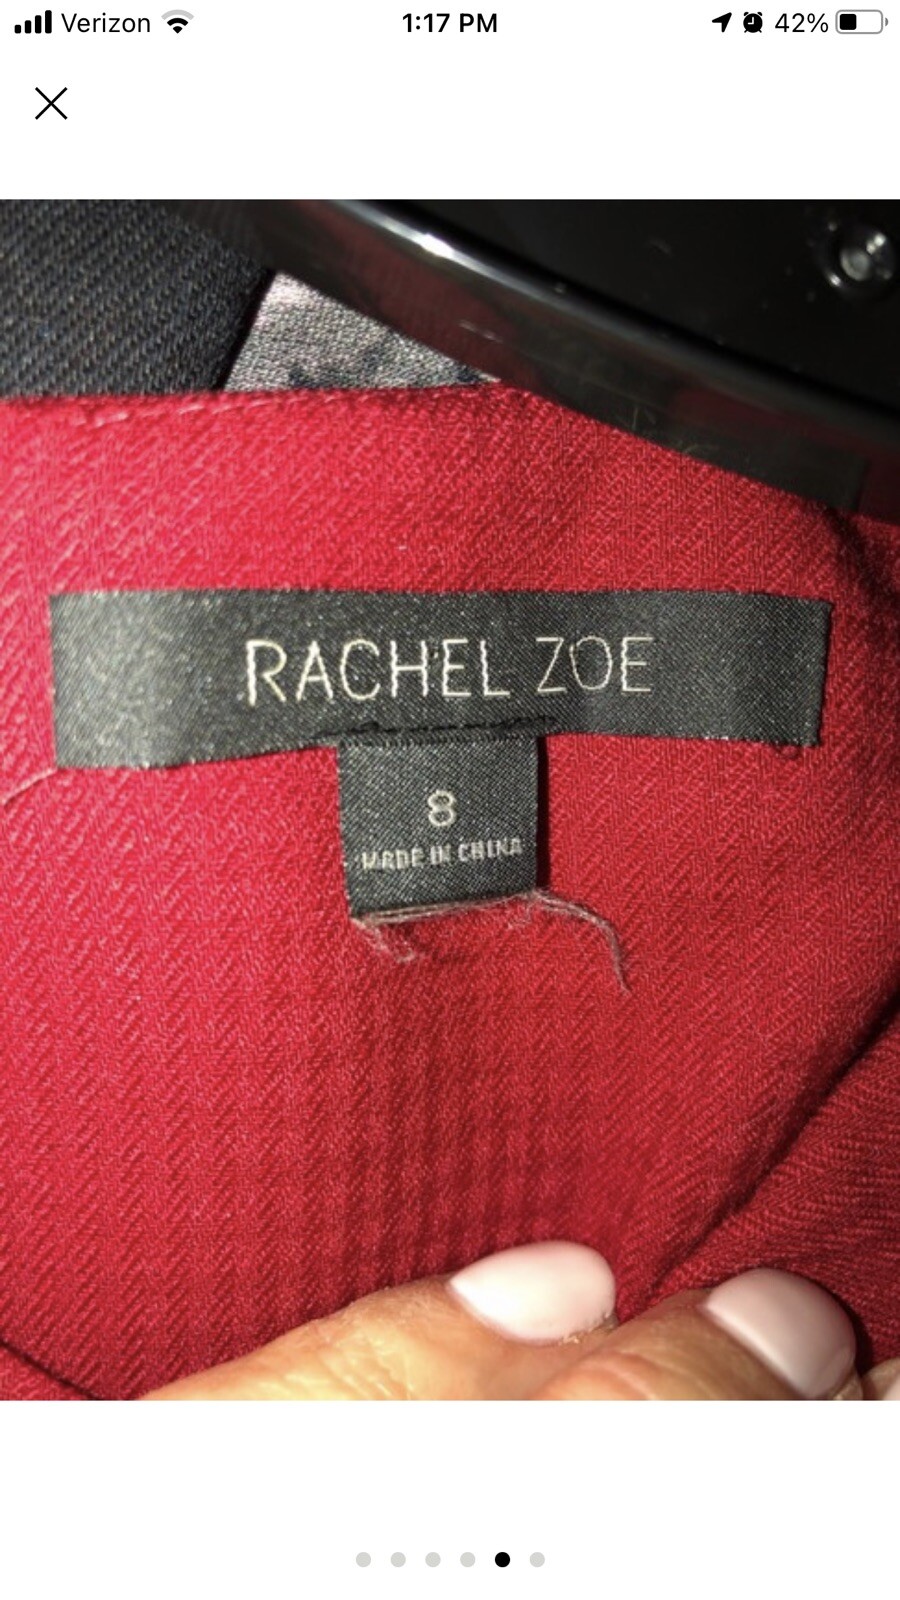 Verizon 1:17 PM 42%
RACHEL ZOE
8
MADE IN CHINA